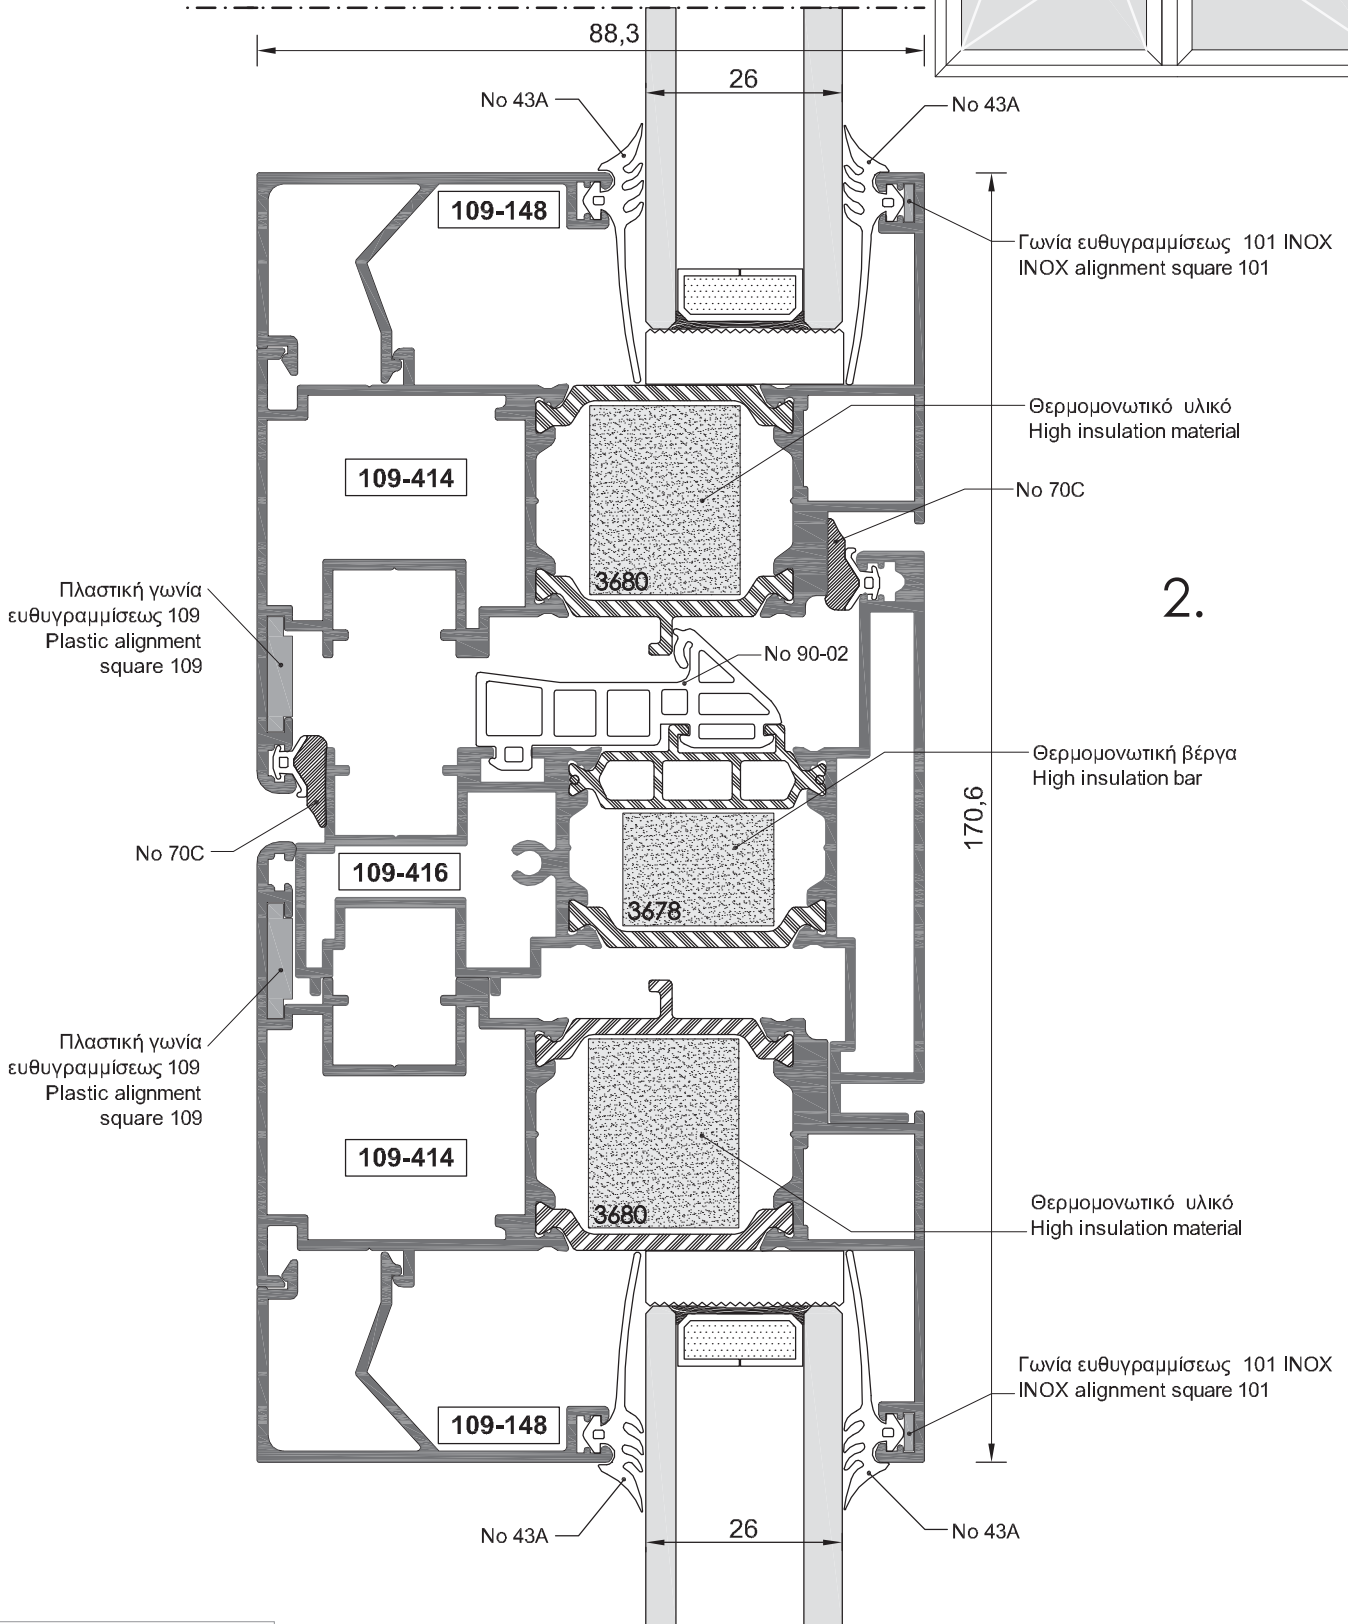 88,3
26
No 43A
No 43A
109-148
Γωνία ευθυγραμμίσεως 101 INOX
INOX alignment square 101
Θερμομονωτικό υλικό
High insulation material
109-414
No 70C
3680
2.
Πλαστική γωνία
ευθυγραμμίσεως 109
Plastic alignment
square 109
No 90-02
Θερμομονωτική βέργα
High insulation bar
170,6
No 70C
109-416
3678
Πλαστική γωνία
ευθυγραμμίσεως 109
Plastic alignment
square 109
109-414
3680
Θερμομονωτικό υλικό
High insulation material
Γωνία ευθυγραμμίσεως 101 INOX
INOX alignment square 101
109-148
No 43A
26
No 43A